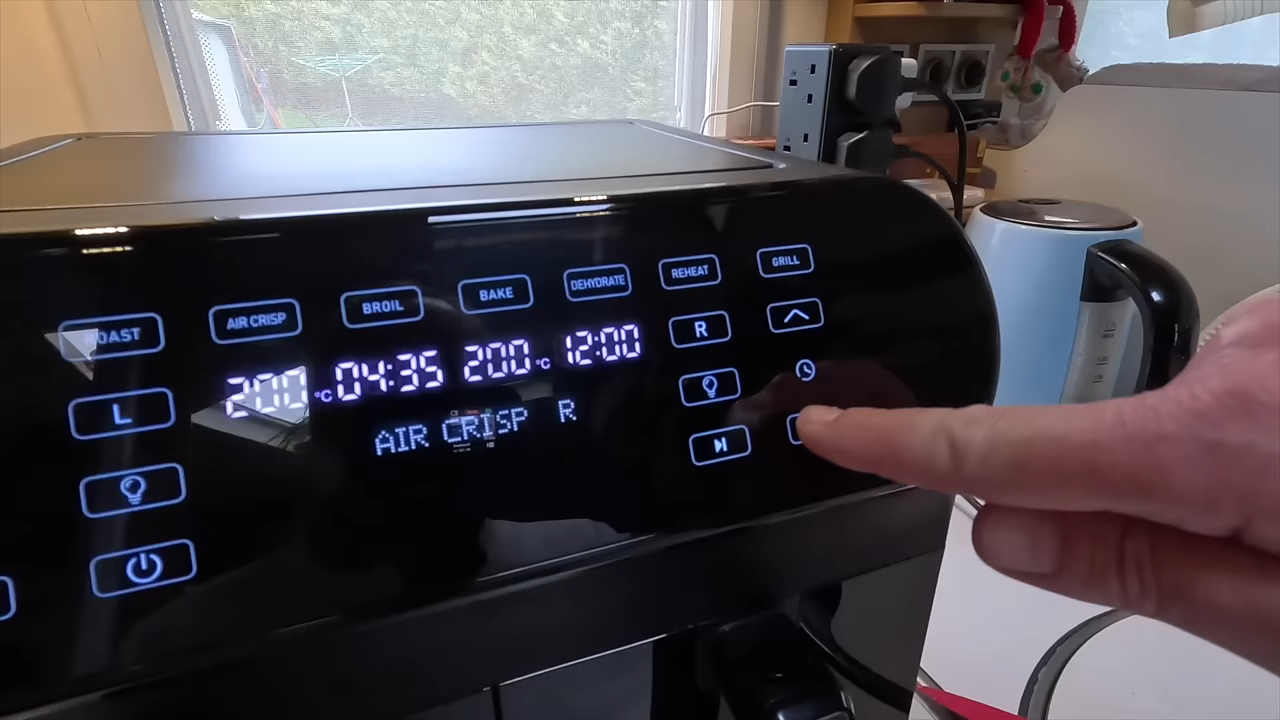 OAST AIR CRISP BROIL BAKE DEHYDRATE REHEAT GRILL
L 200 °C 04:35 200 °C 12:00 R
AIR CRISP R